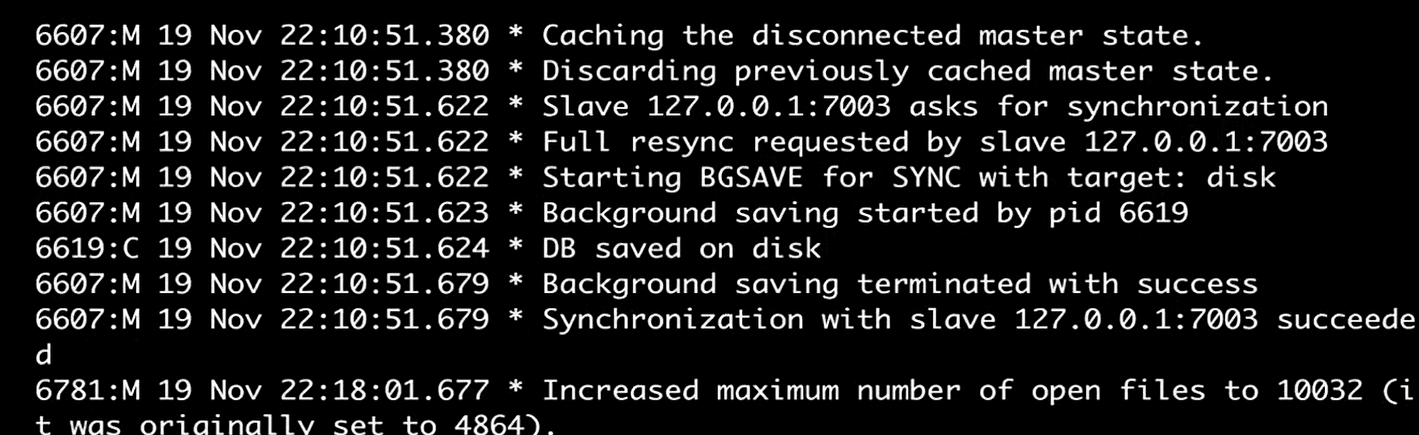 6607:M 19 Nov 22:10:51.380 * Caching the disconnected master state.
6607:M 19 Nov 22:10:51.380 * Discarding previously cached master state.
6607:M 19 Nov 22:10:51.622 * Slave 127.0.0.1:7003 asks for synchronization
6607:M 19 Nov 22:10:51.622 * Full resync requested by slave 127.0.0.1:7003
6607:M 19 Nov 22:10:51.622 * Starting BGSAVE for SYNC with target: disk
6607:M 19 Nov 22:10:51.623 * Background saving started by pid 6619
6619:C 19 Nov 22:10:51.624 * DB saved on disk
6607:M 19 Nov 22:10:51.679 * Background saving terminated with success
6607:M 19 Nov 22:10:51.679 * Synchronization with slave 127.0.0.1:7003 succeede
d
6781:M 19 Nov 22:18:01.677 * Increased maximum number of open files to 10032 (i
t was originally set to 4864).